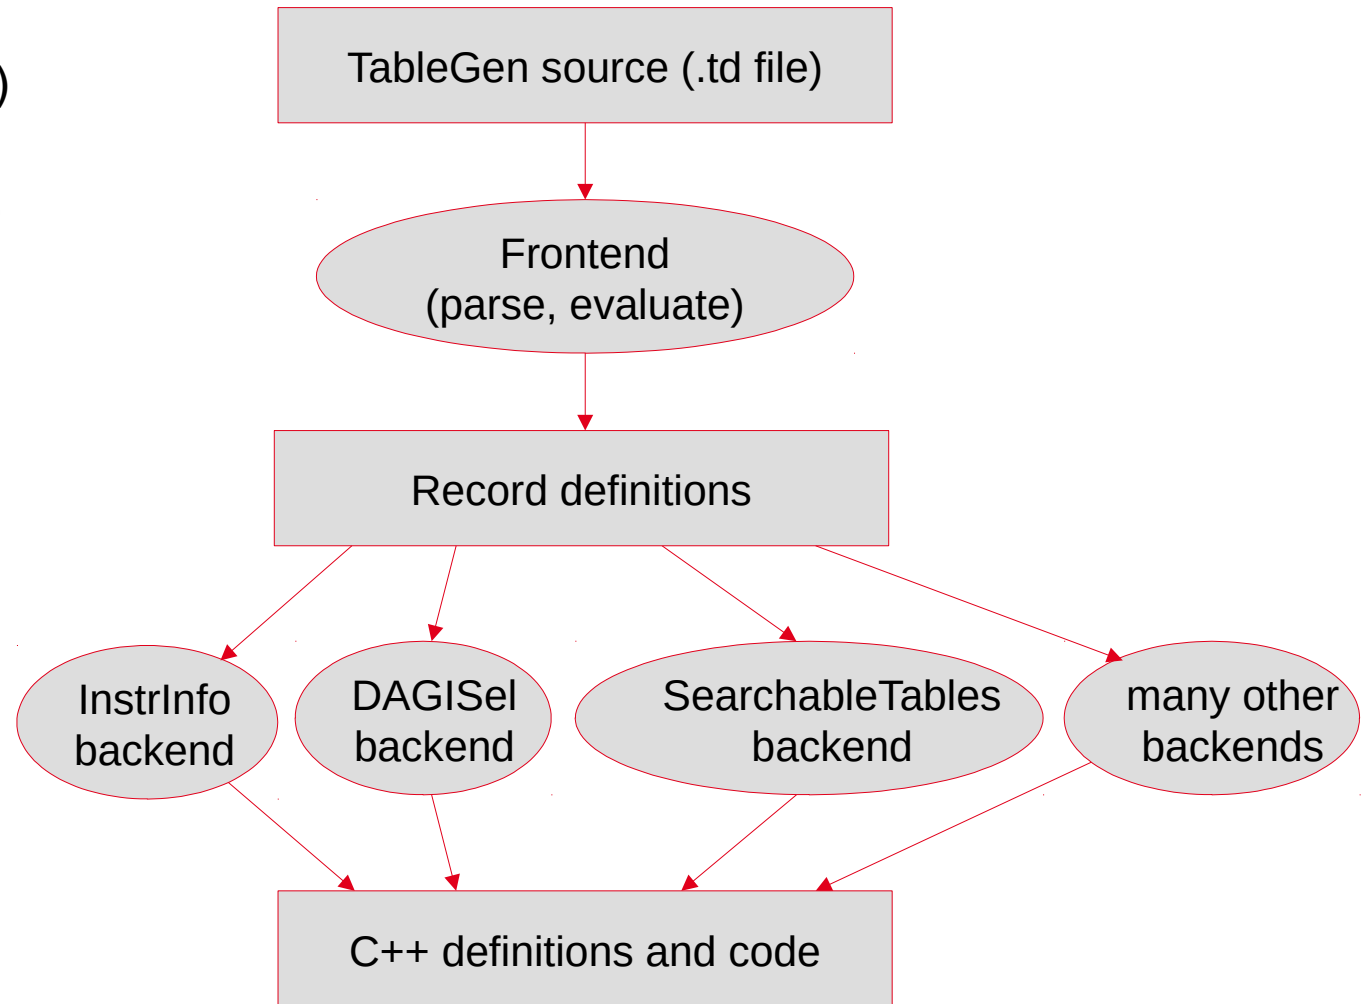 )
TableGen source (.td file)
Frontend
(parse, evaluate)
Record definitions
InstrInfo
backend
DAGISel
backend
SearchableTables
backend
many other
backends
C++ definitions and code